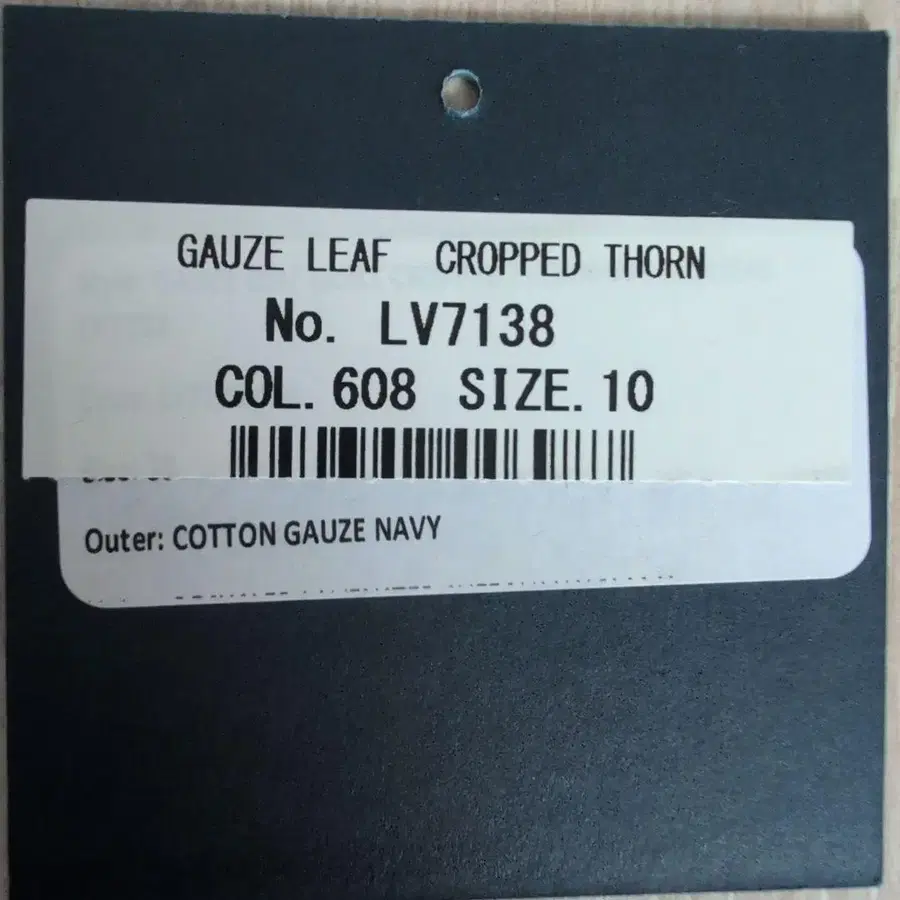 GAUZE LEAF CROPPED THORN
No. LV7138
COL. 608 SIZE. 10
Outer: COTTON GAUZE NAVY